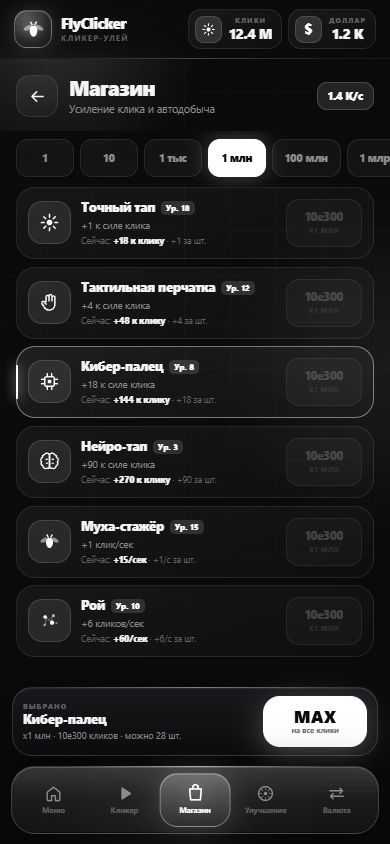 FlyClicker
КЛИКЕР-УЛЕЙ
КЛИКИ
12.4 M
$
ДОЛЛАР
1.2 K
Магазин
Усиление клика и автодобыча
1.4 K/c
1
10
1 тыс
1 млн
100 млн
1 млр
Точный тап Ур. 18
+1 к силе клика
Сейчас: +18 к клику · +1 за шт.
10e300
X1 МЛН
Тактильная перчатка Ур. 12
+4 к силе клика
Сейчас: +48 к клику · +4 за шт.
10e300
X1 МЛН
Кибер-палец Ур. 8
+18 к силе клика
Сейчас: +144 к клику · +18 за шт.
10e300
X1 МЛН
Нейро-тап Ур. 3
+90 к силе клика
Сейчас: +270 к клику · +90 за шт.
10e300
X1 МЛН
Муха-стажёр Ур. 15
+1 клик/сек
Сейчас: +15/сек · +1/с за шт.
10e300
X1 МЛН
Рой Ур. 10
+6 кликов/сек
Сейчас: +60/сек · +6/с за шт.
10e300
X1 МЛН
ВЫБРАНО
Кибер-палец
x1 млн · 10e300 кликов · можно 28 шт.
MAX
на все клики
Меню
Кликер
Магазин
Улучшение
Валюта